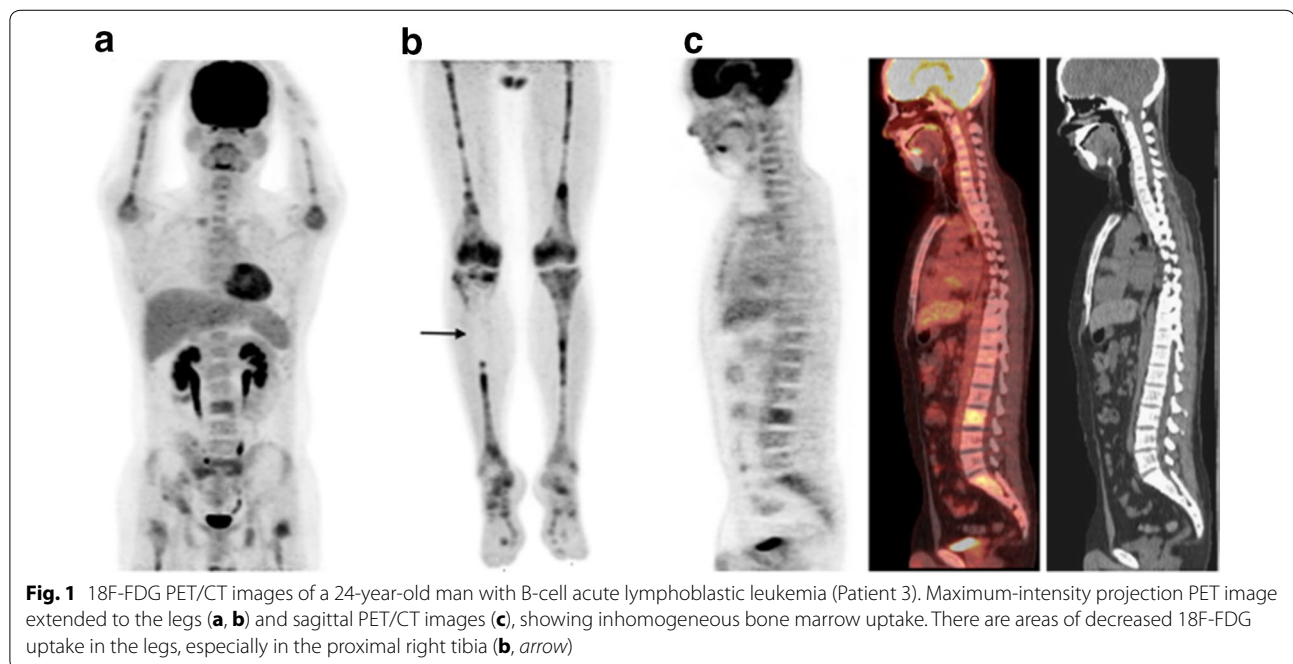 a
b
c
Fig. 1 18F-FDG PET/CT images of a 24-year-old man with B-cell acute lymphoblastic leukemia (Patient 3). Maximum-intensity projection PET image
extended to the legs (a, b) and sagittal PET/CT images (c), showing inhomogeneous bone marrow uptake. There are areas of decreased 18F-FDG
uptake in the legs, especially in the proximal right tibia (b, arrow)